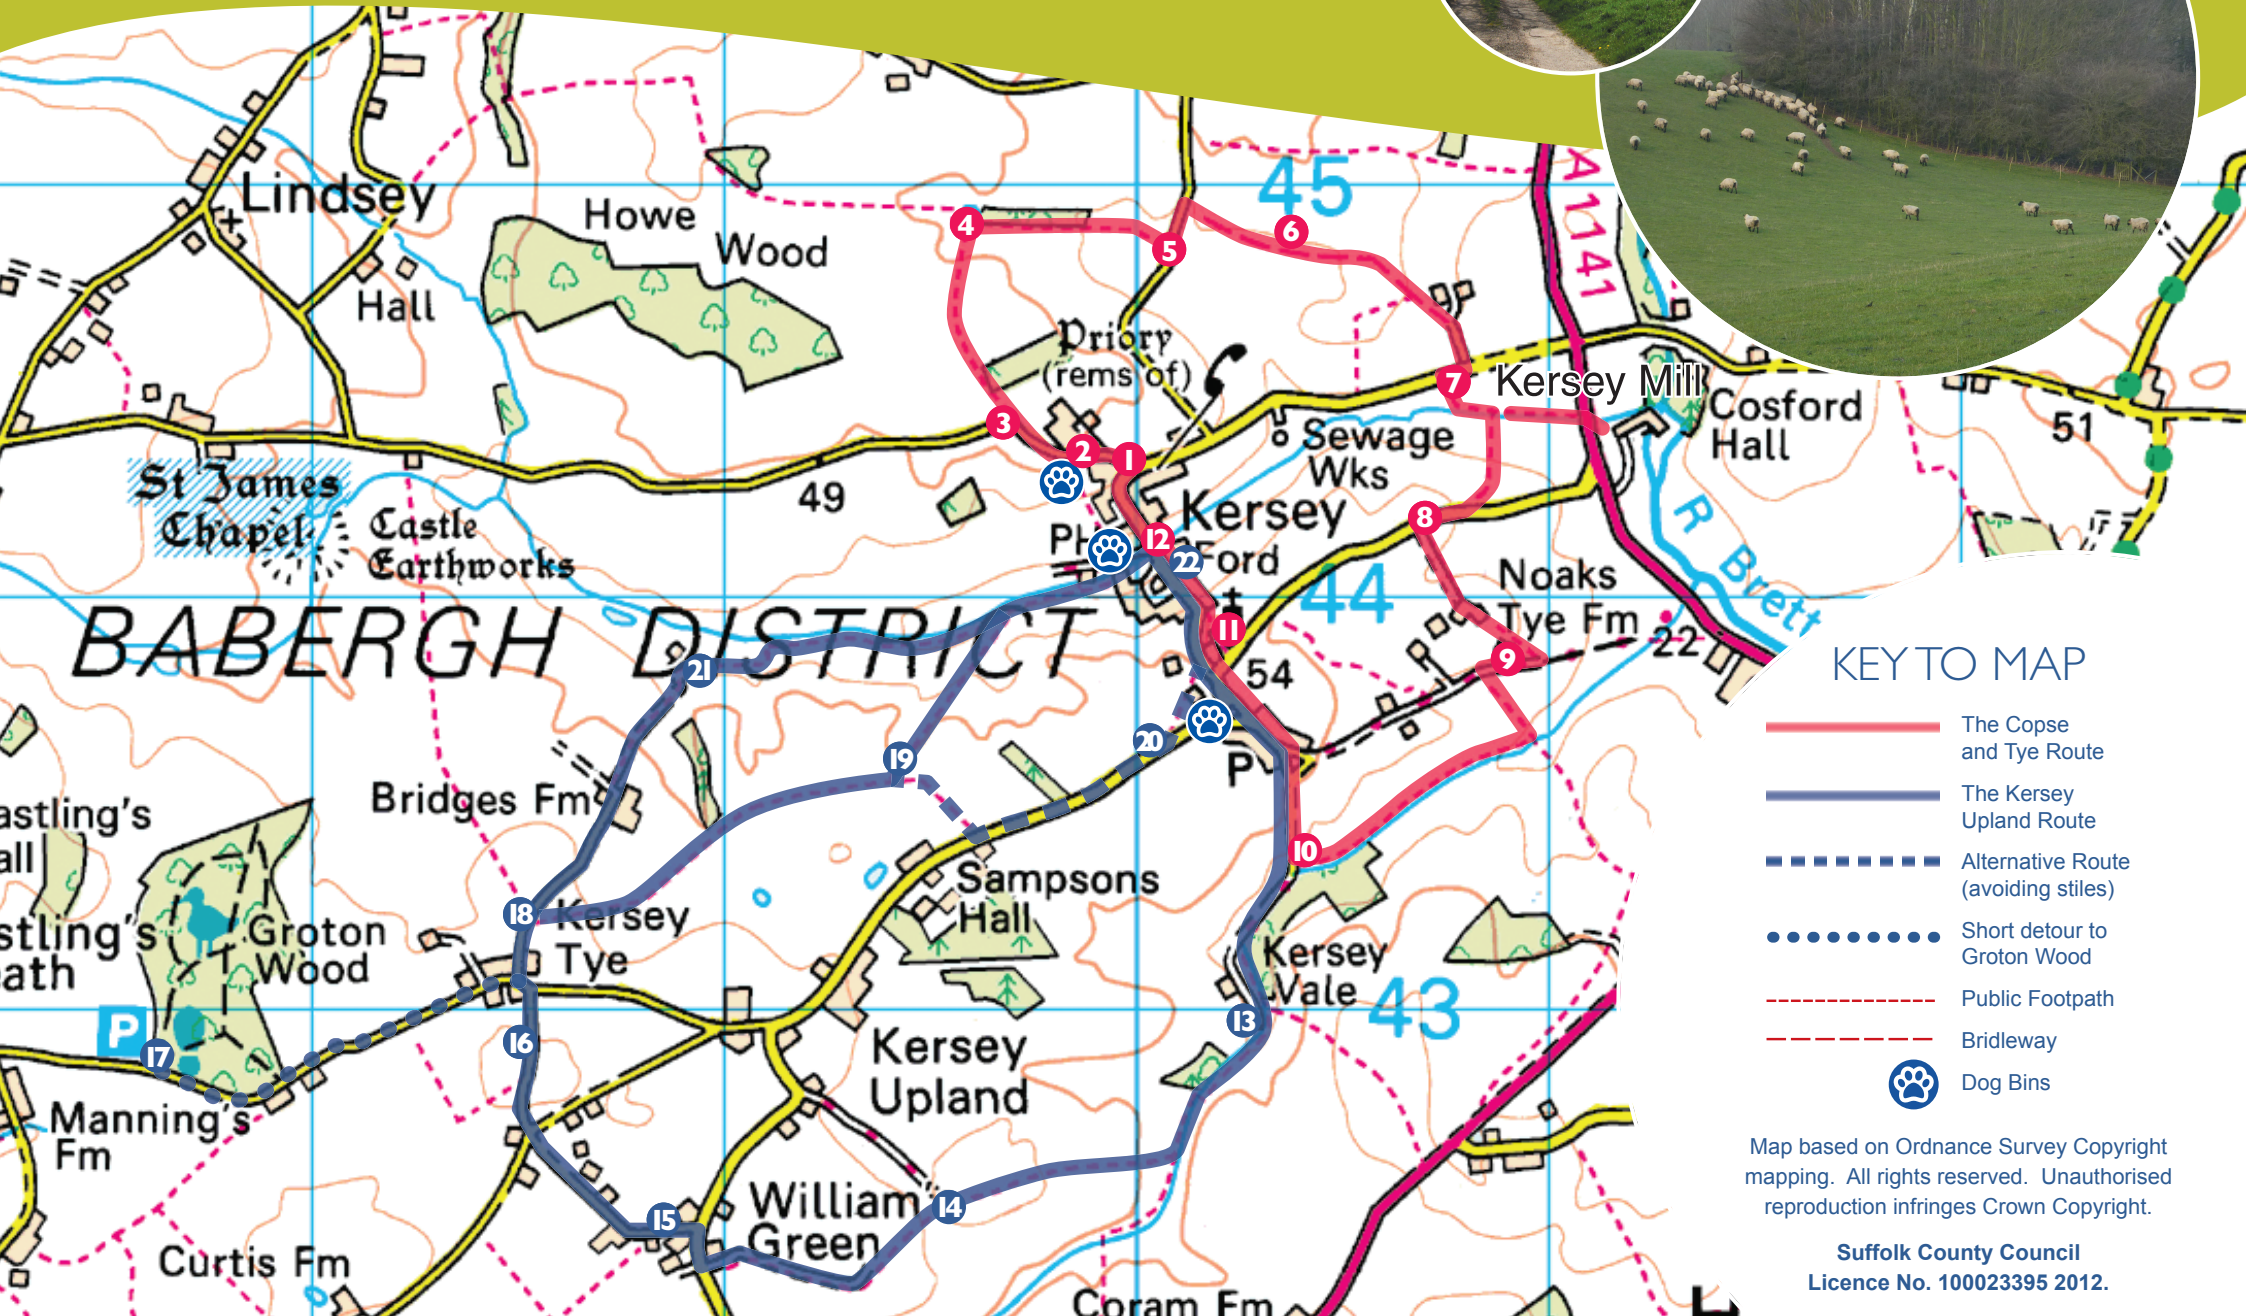 Lindsey
Hall
Howe
Wood
45
A1141
4
5
6
Priory
(rems of)
7
Kersey Mill
Cosford
Hall
51
3
2
1
Sewage
Wks
St James
Chapel
Castle
Earthworks
49
PH
Kersey
12
22
Ford
8
44
Noaks
Tye Fm
22
R Brett
BABERGH DISTRICT
11
54
9
21
20
19
P
10
Bridges Fm
astling's
all
stling's
ath
Groton
Wood
18
Kersey
Tye
Sampsons
Hall
Kersey
Vale
43
13
P
17
16
Kersey
Upland
Manning's
Fm
15
William
Green
14
Curtis Fm
Coram Fm
H
KEY TO MAP
The Copse
and Tye Route
The Kersey
Upland Route
Alternative Route
(avoiding stiles)
Short detour to
Groton Wood
Public Footpath
Bridleway
Dog Bins
Map based on Ordnance Survey Copyright
mapping.  All rights reserved.  Unauthorised
reproduction infringes Crown Copyright.
Suffolk County Council
Licence No. 100023395 2012.